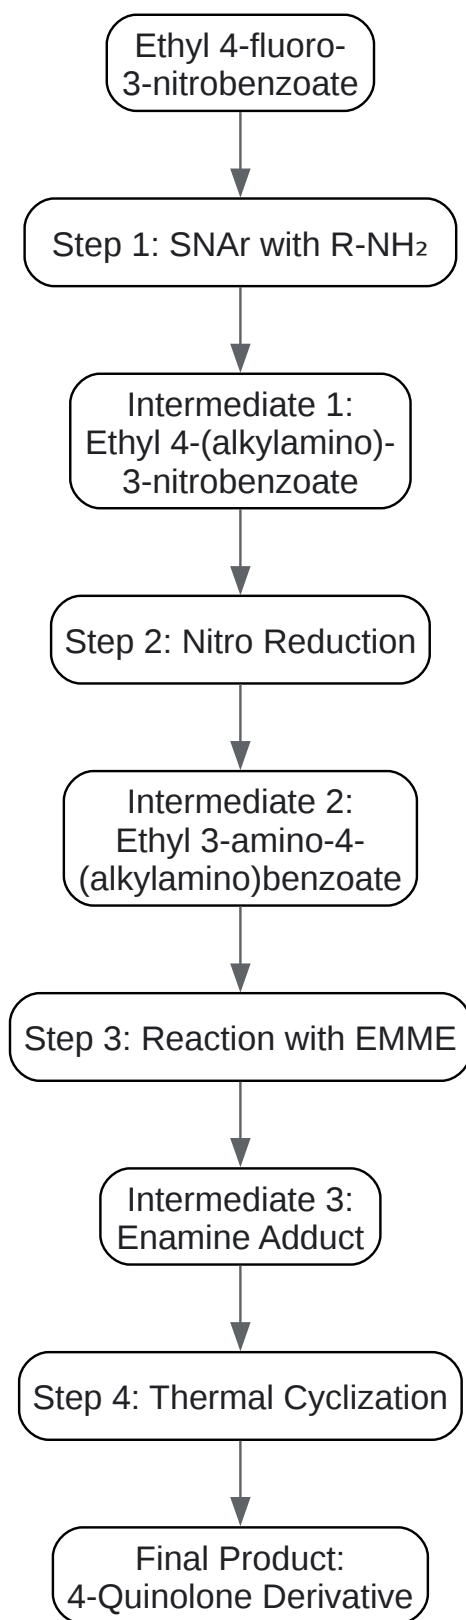 Ethyl 4-fluoro-
3-nitrobenzoate
Step 1: SNAr with R-NH₂
Intermediate 1:
Ethyl 4-(alkylamino)-
3-nitrobenzoate
Step 2: Nitro Reduction
Intermediate 2:
Ethyl 3-amino-4-
(alkylamino)benzoate
Step 3: Reaction with EMME
Intermediate 3:
Enamine Adduct
Step 4: Thermal Cyclization
Final Product:
4-Quinolone Derivative